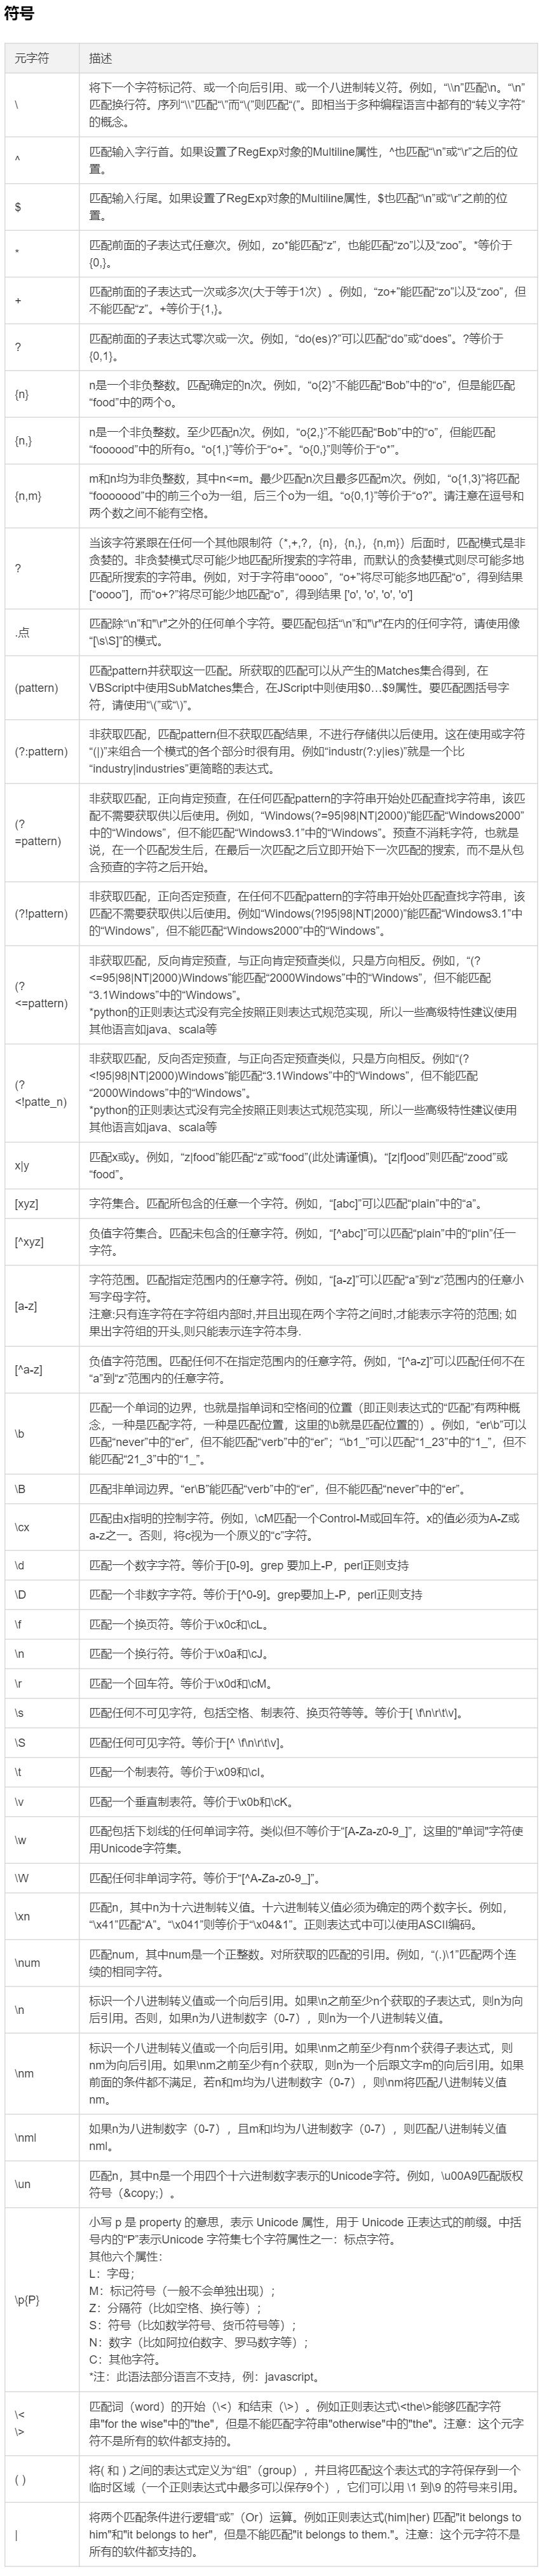 符号
元字符 描述
\ 将下一个字符标记符、或一个向后引用、或一个八进制转义符。例如，“\\n”匹配\n。“\n”
匹配换行符。序列“\\”匹配“\”而“\(”则匹配“(”。即相当于多种编程语言中都有的“转义字符”
的概念。
^ 匹配输入字行首。如果设置了RegExp对象的Multiline属性，^也匹配“\n”或“\r”之后的位
置。
$ 匹配输入行尾。如果设置了RegExp对象的Multiline属性，$也匹配“\n”或“\r”之前的位
置。
* 匹配前面的子表达式任意次。例如，zo*能匹配“z”，也能匹配“zo”以及“zoo”。*等价于
{0,}。
+ 匹配前面的子表达式一次或多次(大于等于1次）。例如，“zo+”能匹配“zo”以及“zoo”，但
不能匹配“z”。+等价于{1,}。
? 匹配前面的子表达式零次或一次。例如，“do(es)?”可以匹配“do”或“does”。?等价于
{0,1}。
{n} n是一个非负整数。匹配确定的n次。例如，“o{2}”不能匹配“Bob”中的“o”，但是能匹配
“food”中的两个o。
{n,} n是一个非负整数。至少匹配n次。例如，“o{2,}”不能匹配“Bob”中的“o”，但能匹配
“foooood”中的所有o。“o{1,}”等价于“o+”。“o{0,}”则等价于“o*”。
{n,m} m和n均为非负整数，其中n<=m。最少匹配n次且最多匹配m次。例如，“o{1,3}”将匹配
“fooooood”中的前三个o为一组，后三个o为一组。“o{0,1}”等价于“o?”。请注意在逗号和
两个数之间不能有空格。
? 当该字符紧跟在任何一个其他限制符（*,+,?，{n}，{n,}，{n,m}）后面时，匹配模式是非
贪婪的。非贪婪模式尽可能少地匹配所搜索的字符串，而默认的贪婪模式则尽可能多地
匹配所搜索的字符串。例如，对于字符串“oooo”，“o+”将尽可能多地匹配“o”，得到结果
[“oooo”]，而“o+?”将尽可能少地匹配“o”，得到结果 ['o', 'o', 'o', 'o']
.点 匹配除“\n”和"\r"之外的任何单个字符。要匹配包括“\n”和"\r"在内的任何字符，请使用像
“[\s\S]”的模式。
(pattern) 匹配pattern并获取这一匹配。所获取的匹配可以从产生的Matches集合得到，在
VBScript中使用SubMatches集合，在JScript中则使用$0…$9属性。要匹配圆括号字
符，请使用“\(”或“\)”。
(?:pattern) 非获取匹配，匹配pattern但不获取匹配结果，不进行存储供以后使用。这在使用或字符
“(|)”来组合一个模式的各个部分时很有用。例如“industr(?:y|ies)”就是一个比
“industry|industries”更简略的表达式。
(?
=pattern) 非获取匹配，正向肯定预查，在任何匹配pattern的字符串开始处匹配查找字符串，该匹
配不需要获取供以后使用。例如，“Windows(?=95|98|NT|2000)”能匹配“Windows2000”
中的“Windows”，但不能匹配“Windows3.1”中的“Windows”。预查不消耗字符，也就是
说，在一个匹配发生后，在最后一次匹配之后立即开始下一次匹配的搜索，而不是从包
含预查的字符之后开始。
(?!pattern) 非获取匹配，正向否定预查，在任何不匹配pattern的字符串开始处匹配查找字符串，该
匹配不需要获取供以后使用。例如“Windows(?!95|98|NT|2000)”能匹配“Windows3.1”中
的“Windows”，但不能匹配“Windows2000”中的“Windows”。
(?
<=pattern) 非获取匹配，反向肯定预查，与正向肯定预查类似，只是方向相反。例如，“(?
<=95|98|NT|2000)Windows”能匹配“2000Windows”中的“Windows”，但不能匹配
“3.1Windows”中的“Windows”。
*python的正则表达式没有完全按照正则表达式规范实现，所以一些高级特性建议使用
其他语言如java、scala等
(?
<!patte_n) 非获取匹配，反向否定预查，与正向否定预查类似，只是方向相反。例如“(?
<!95|98|NT|2000)Windows”能匹配“3.1Windows”中的“Windows”，但不能匹配
“2000Windows”中的“Windows”。
*python的正则表达式没有完全按照正则表达式规范实现，所以一些高级特性建议使用
其他语言如java、scala等
x|y 匹配x或y。例如，“z|food”能匹配“z”或“food”(此处请谨慎)。“[z|f]ood”则匹配“zood”或
“food”。
[xyz] 字符集合。匹配所包含的任意一个字符。例如，“[abc]”可以匹配“plain”中的“a”。
[^xyz] 负值字符集合。匹配未包含的任意字符。例如，“[^abc]”可以匹配“plain”中的“plin”任一
字符。
[a-z] 字符范围。匹配指定范围内的任意字符。例如，“[a-z]”可以匹配“a”到“z”范围内的任意小
写字母字符。
注意:只有连字符在字符组内部时,并且出现在两个字符之间时,才能表示字符的范围; 如
果出字符组的开头,则只能表示连字符本身.
[^a-z] 负值字符范围。匹配任何不在指定范围内的任意字符。例如，“[^a-z]”可以匹配任何不在
“a”到“z”范围内的任意字符。
\b 匹配一个单词的边界，也就是指单词和空格间的位置（即正则表达式的“匹配”有两种概
念，一种是匹配字符，一种是匹配位置，这里的\b就是匹配位置的）。例如，“er\b”可以
匹配“never”中的“er”，但不能匹配“verb”中的“er”；“\b1_”可以匹配“1_23”中的“1_”，但不
能匹配“21_3”中的“1_”。
\B 匹配非单词边界。“er\B”能匹配“verb”中的“er”，但不能匹配“never”中的“er”。
\cx 匹配由x指明的控制字符。例如，\cM匹配一个Control-M或回车符。x的值必须为A-Z或
a-z之一。否则，将c视为一个原义的“c”字符。
\d 匹配一个数字字符。等价于[0-9]。grep 要加上-P，perl正则支持
\D 匹配一个非数字字符。等价于[^0-9]。grep要加上-P，perl正则支持
\f 匹配一个换页符。等价于\x0c和\cL。
\n 匹配一个换行符。等价于\x0a和\cJ。
\r 匹配一个回车符。等价于\x0d和\cM。
\s 匹配任何不可见字符，包括空格、制表符、换页符等等。等价于[ \f\n\r\t\v]。
\S 匹配任何可见字符。等价于[^ \f\n\r\t\v]。
\t 匹配一个制表符。等价于\x09和\cI。
\v 匹配一个垂直制表符。等价于\x0b和\cK。
\w 匹配包括下划线的任何单词字符。类似但不等价于“[A-Za-z0-9_]”，这里的"单词"字符使
用Unicode字符集。
\W 匹配任何非单词字符。等价于“[^A-Za-z0-9_]”。
\xn 匹配n，其中n为十六进制转义值。十六进制转义值必须为确定的两个数字长。例如，
“\x41”匹配“A”。“\x041”则等价于“\x04&1”。正则表达式中可以使用ASCII编码。
\num 匹配num，其中num是一个正整数。对所获取的匹配的引用。例如，“(.)\1”匹配两个连
续的相同字符。
\n 标识一个八进制转义值或一个向后引用。如果\n之前至少n个获取的子表达式，则n为向
后引用。否则，如果n为八进制数字（0-7），则n为一个八进制转义值。
\nm 标识一个八进制转义值或一个向后引用。如果\nm之前至少有nm个获得子表达式，则
nm为向后引用。如果\nm之前至少有n个获取，则n为一个后跟文字m的向后引用。如果
前面的条件都不满足，若n和m均为八进制数字（0-7），则\nm将匹配八进制转义值
nm。
\nml 如果n为八进制数字（0-7），且m和l均为八进制数字（0-7），则匹配八进制转义值
nml。
\un 匹配n，其中n是一个用四个十六进制数字表示的Unicode字符。例如，\u00A9匹配版权
符号（&copy;）。
\p{P} 小写 p 是 property 的意思，表示 Unicode 属性，用于 Unicode 正表达式的前缀。中括
号内的“P”表示Unicode 字符集七个字符属性之一：标点字符。
其他六个属性：
L：字母；
M：标记符号（一般不会单独出现）；
Z：分隔符（比如空格、换行等）；
S：符号（比如数学符号、货币符号等）；
N：数字（比如阿拉伯数字、罗马数字等）；
C：其他字符。
*注：此语法部分语言不支持，例：javascript。
\<
\> 匹配词（word）的开始（\<）和结束（\>）。例如正则表达式\<the\>能够匹配字符
串"for the wise"中的"the"，但是不能匹配字符串"otherwise"中的"the"。注意：这个元字
符不是所有的软件都支持的。
( ) 将( 和 ) 之间的表达式定义为“组”（group），并且将匹配这个表达式的字符保存到一个
临时区域（一个正则表达式中最多可以保存9个），它们可以用 \1 到\9 的符号来引用。
| 将两个匹配条件进行逻辑“或”（Or）运算。例如正则表达式(him|her) 匹配"it belongs to
him"和"it belongs to her"，但是不能匹配"it belongs to them."。注意：这个元字符不是
所有的软件都支持的。